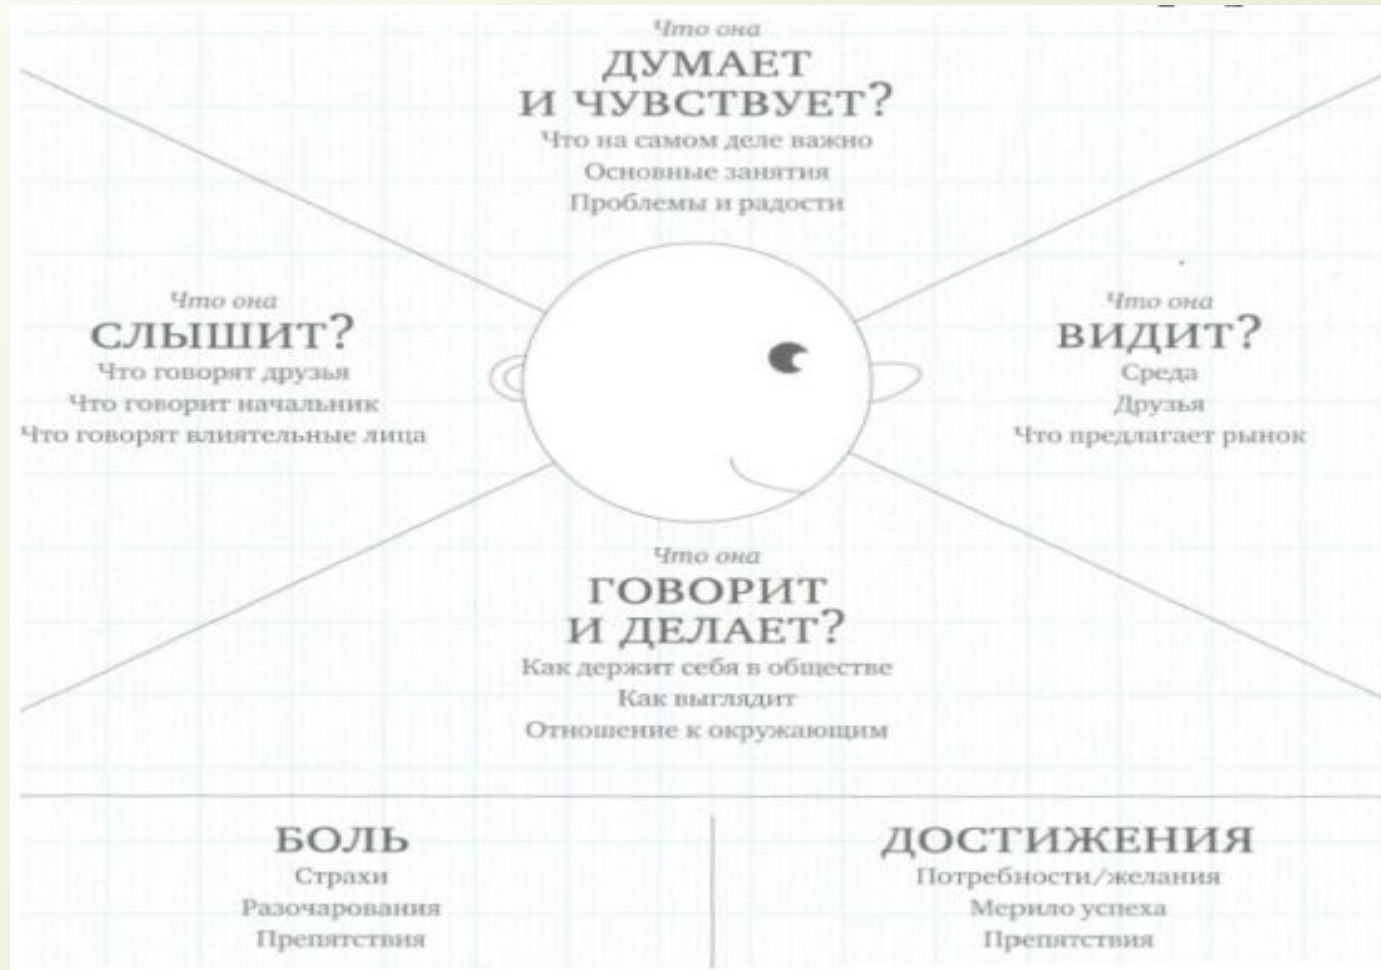 Что она
ДУМАЕТ
И ЧУВСТВУЕТ?
Что на самом деле важно
Основные занятия
Проблемы и радости
Что она
СЛЫШИТ?
Что говорят друзья
Что говорит начальник
Что говорят влиятельные лица
Что она
ВИДИТ?
Среда
Друзья
Что предлагает рынок
Что она
ГОВОРИТ
И ДЕЛАЕТ?
Как держит себя в обществе
Как выглядит
Отношение к окружающим
БОЛЬ
Страхи
Разочарования
Препятствия
ДОСТИЖЕНИЯ
Потребности/желания
Мерило успеха
Препятствия